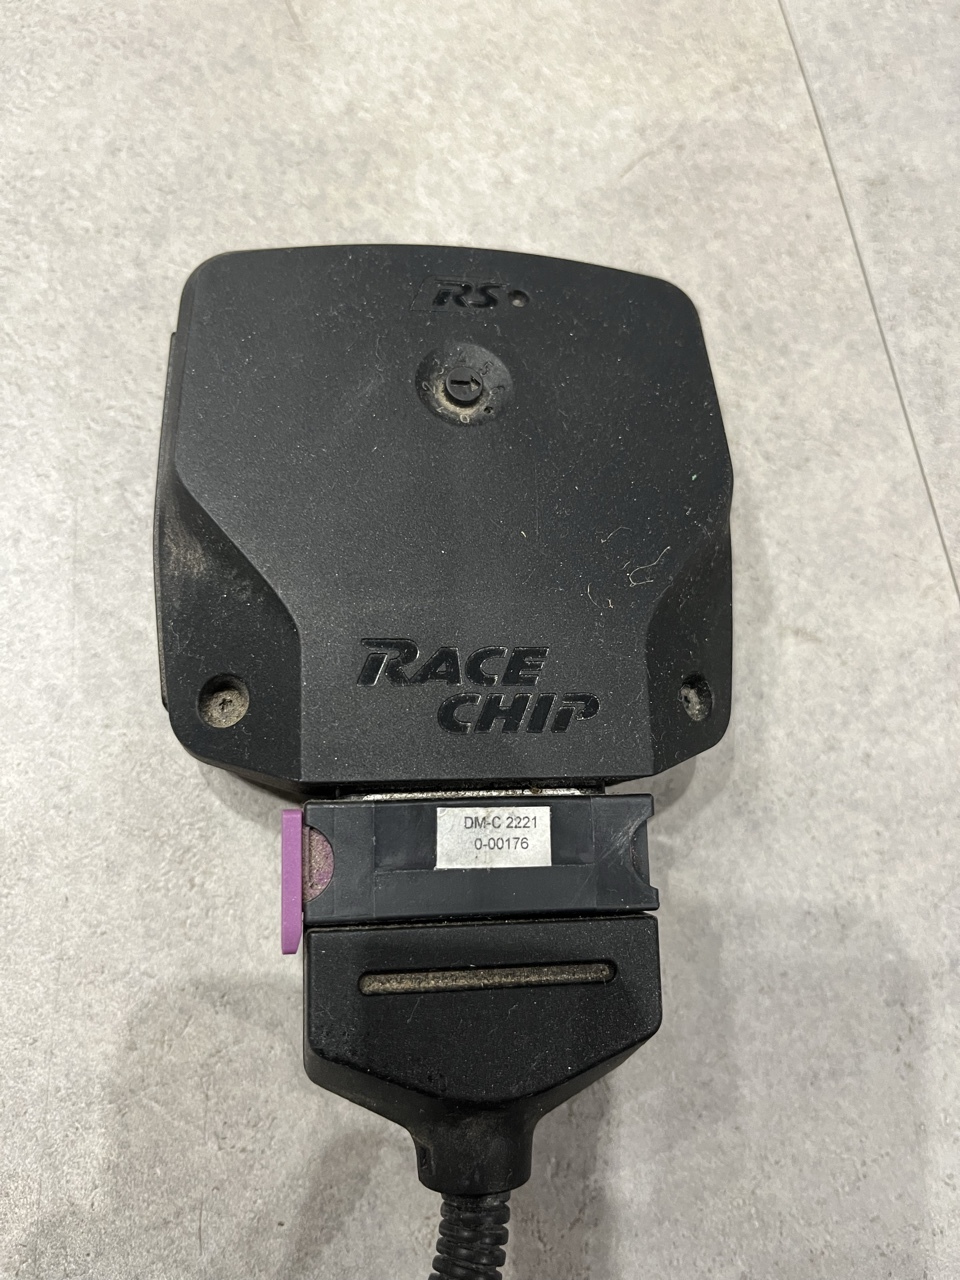 RS
RACE
CHIP
DM-C 2221
0-00176